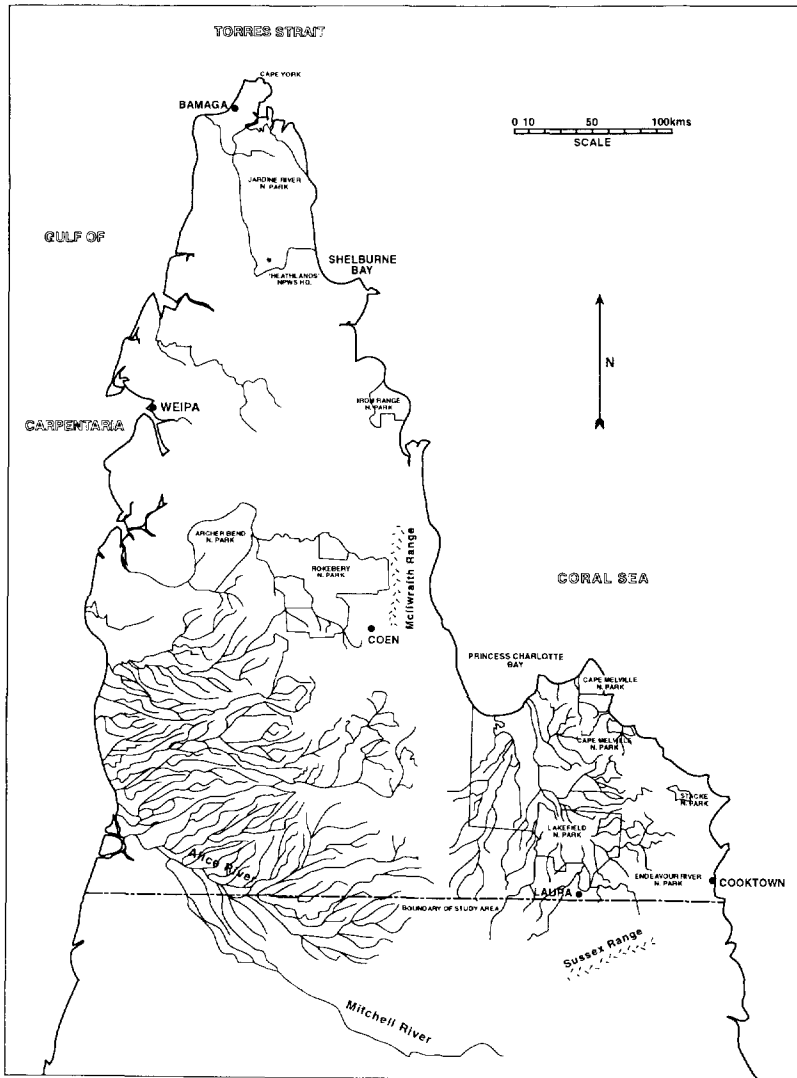 TORRES STRAIT
CAPE YORK
BAMAGA
0 10 50 100kms
SCALE
JARDINE RIVER
N. PARK
GULF OF
SHELBURNE
BAY
'HEATHLANDS'
NPWS HQ.
N
IRON RANGE
N. PARK
WEIPA
CARPENTARIA
ARCHER BEND
N. PARK
ROKEBERY
N. PARK
McIlwraith Range
CORAL SEA
COEN
PRINCESS CHARLOTTE
BAY
CAPE MELVILLE
N. PARK
CAPE MELVILLE
N. PARK
STACKE
N. PARK
LAKEFIELD
N. PARK
Alice River
ENDEAVOUR RIVER
N. PARK
COOKTOWN
LAURA
BOUNDARY OF STUDY AREA
Sussex Range
Mitchell River